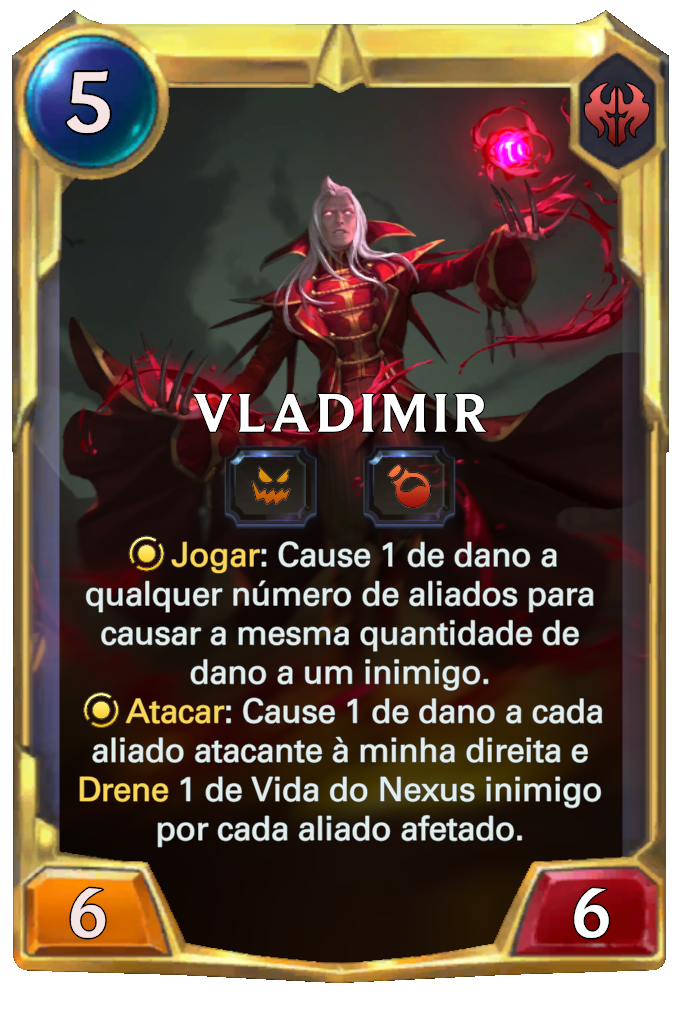 5
VLADIMIR
Jogar: Cause 1 de dano a
qualquer número de aliados para
causar a mesma quantidade de
dano a um inimigo.
Atacar: Cause 1 de dano a cada
aliado atacante à minha direita e
Drene 1 de Vida do Nexus inimigo
por cada aliado afetado.
6
6